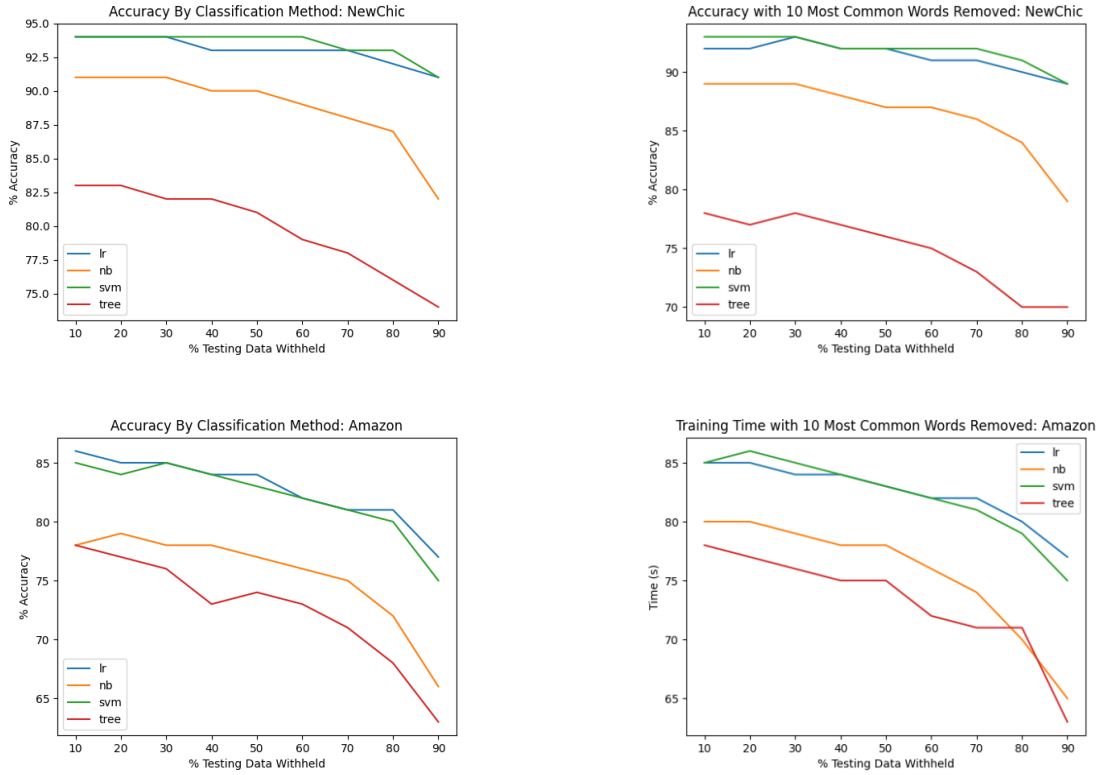 Accuracy By Classification Method: NewChic
95.0
92.5
90.0
87.5
85.0
82.5
80.0
77.5
75.0
% Accuracy
lr
nb
svm
tree
10 20 30 40 50 60 70 80 90
% Testing Data Withheld
Accuracy with 10 Most Common Words Removed: NewChic
90
85
80
75
70
% Accuracy
lr
nb
svm
tree
10 20 30 40 50 60 70 80 90
% Testing Data Withheld
Accuracy By Classification Method: Amazon
85
80
75
70
65
% Accuracy
lr
nb
svm
tree
10 20 30 40 50 60 70 80 90
% Testing Data Withheld
Training Time with 10 Most Common Words Removed: Amazon
85
80
75
70
65
Time (s)
lr
nb
svm
tree
10 20 30 40 50 60 70 80 90
% Testing Data Withheld